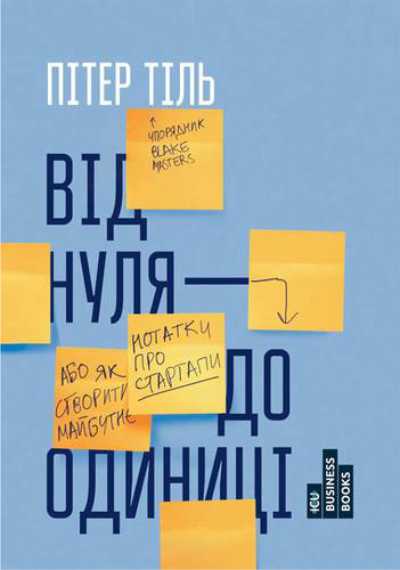 ПІТЕР ТІЛЬ
↑
УПОРЯДНИК
BLAKE
MASTERS
ВІД
НУЛЯ—
НОТАТКИ
ПРО
СТАРТАПИ
АБО ЯК
СТВОРИТИ
МАЙБУТНЄ
ДО
ОДИНИЦІ
ICU
BUSINESS
BOOKS